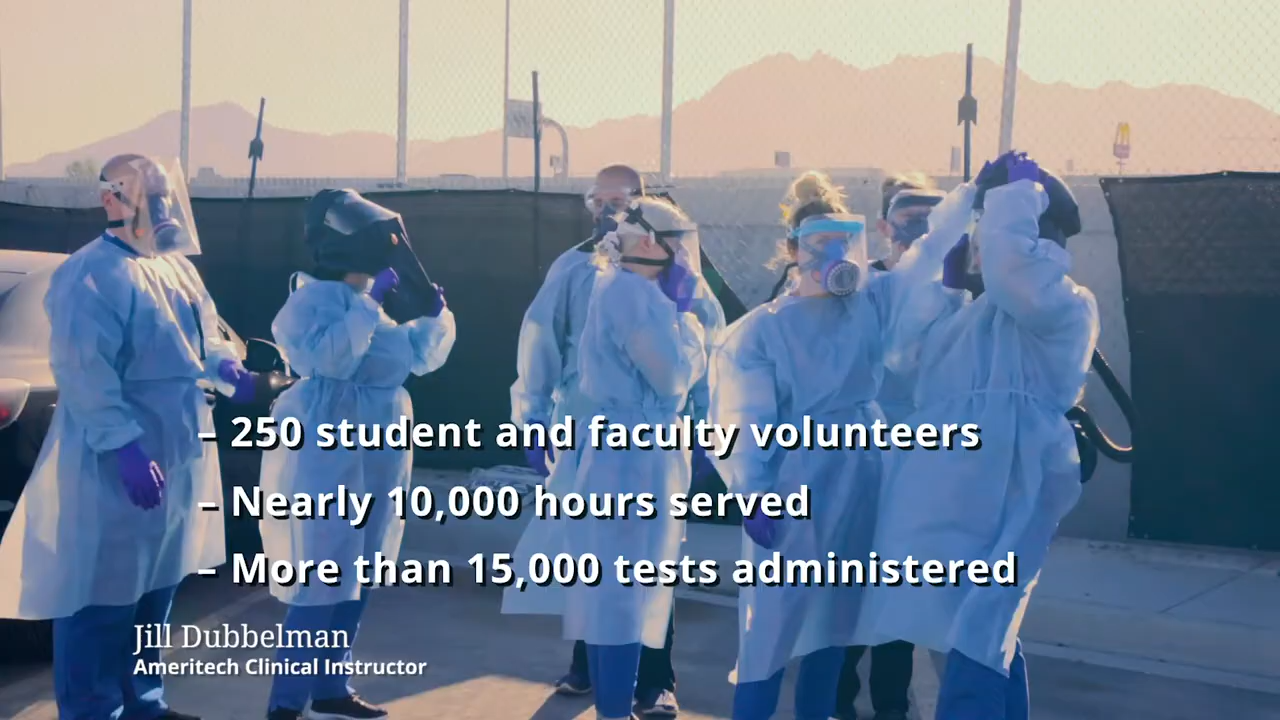 – 250 student and faculty volunteers
– Nearly 10,000 hours served
– More than 15,000 tests administered
Jill Dubbelman
Ameritech Clinical Instructor